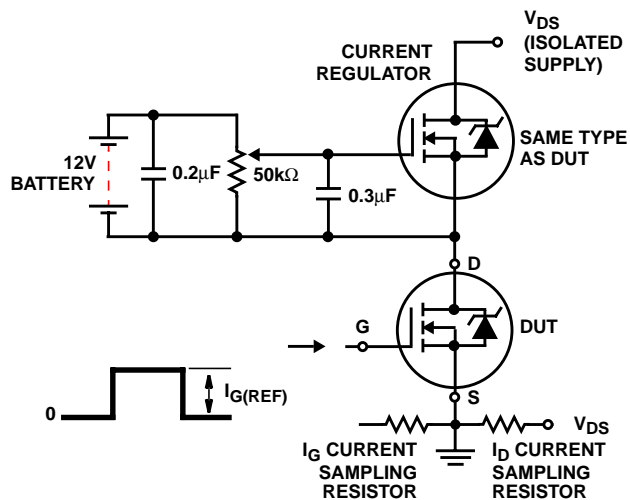 V_DS
(ISOLATED
SUPPLY)
CURRENT
REGULATOR
12V
BATTERY
0.2µF
50kΩ
0.3µF
SAME TYPE
AS DUT
D
G
DUT
I_G(REF)
0
S
V_DS
I_G CURRENT
SAMPLING
RESISTOR
I_D CURRENT
SAMPLING
RESISTOR